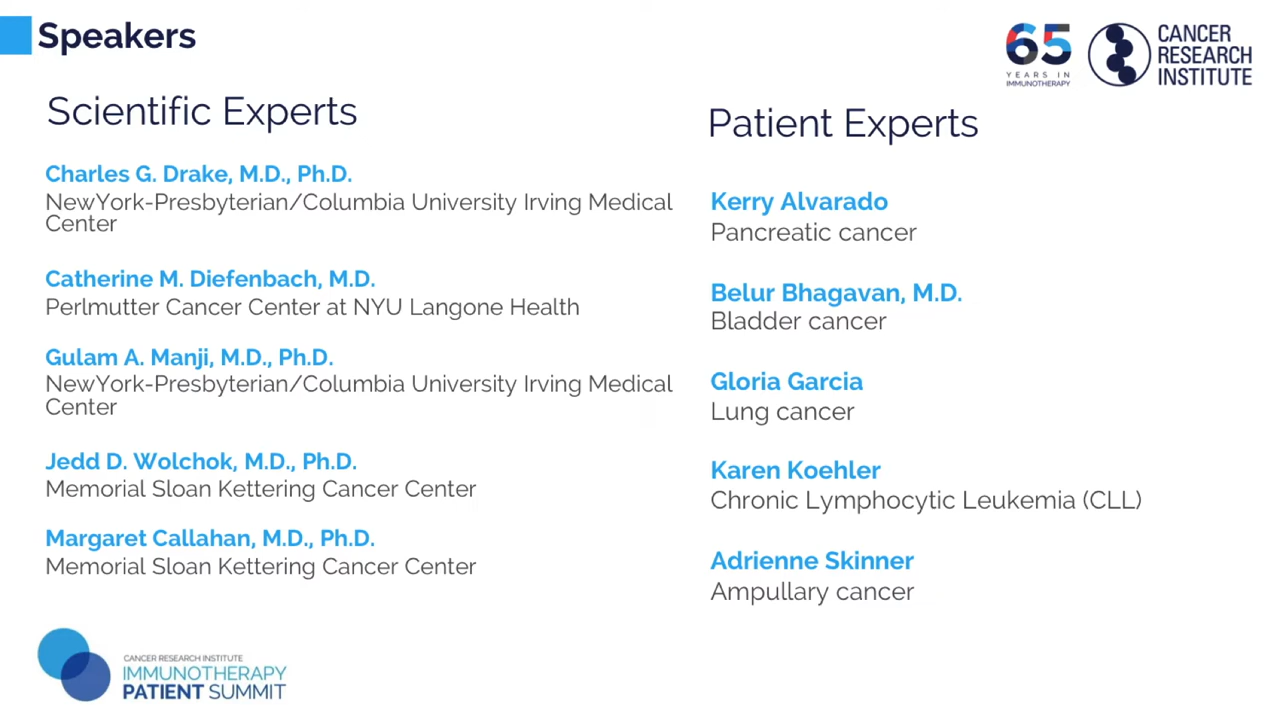 Speakers
65
YEARS IN
IMMUNOTHERAPY
CANCER
RESEARCH
INSTITUTE
Scientific Experts
Charles G. Drake, M.D., Ph.D.
NewYork-Presbyterian/Columbia University Irving Medical
Center
Catherine M. Diefenbach, M.D.
Perlmutter Cancer Center at NYU Langone Health
Gulam A. Manji, M.D., Ph.D.
NewYork-Presbyterian/Columbia University Irving Medical
Center
Jedd D. Wolchok, M.D., Ph.D.
Memorial Sloan Kettering Cancer Center
Margaret Callahan, M.D., Ph.D.
Memorial Sloan Kettering Cancer Center
Patient Experts
Kerry Alvarado
Pancreatic cancer
Belur Bhagavan, M.D.
Bladder cancer
Gloria Garcia
Lung cancer
Karen Koehler
Chronic Lymphocytic Leukemia (CLL)
Adrienne Skinner
Ampullary cancer
CANCER RESEARCH INSTITUTE
IMMUNOTHERAPY
PATIENT SUMMIT